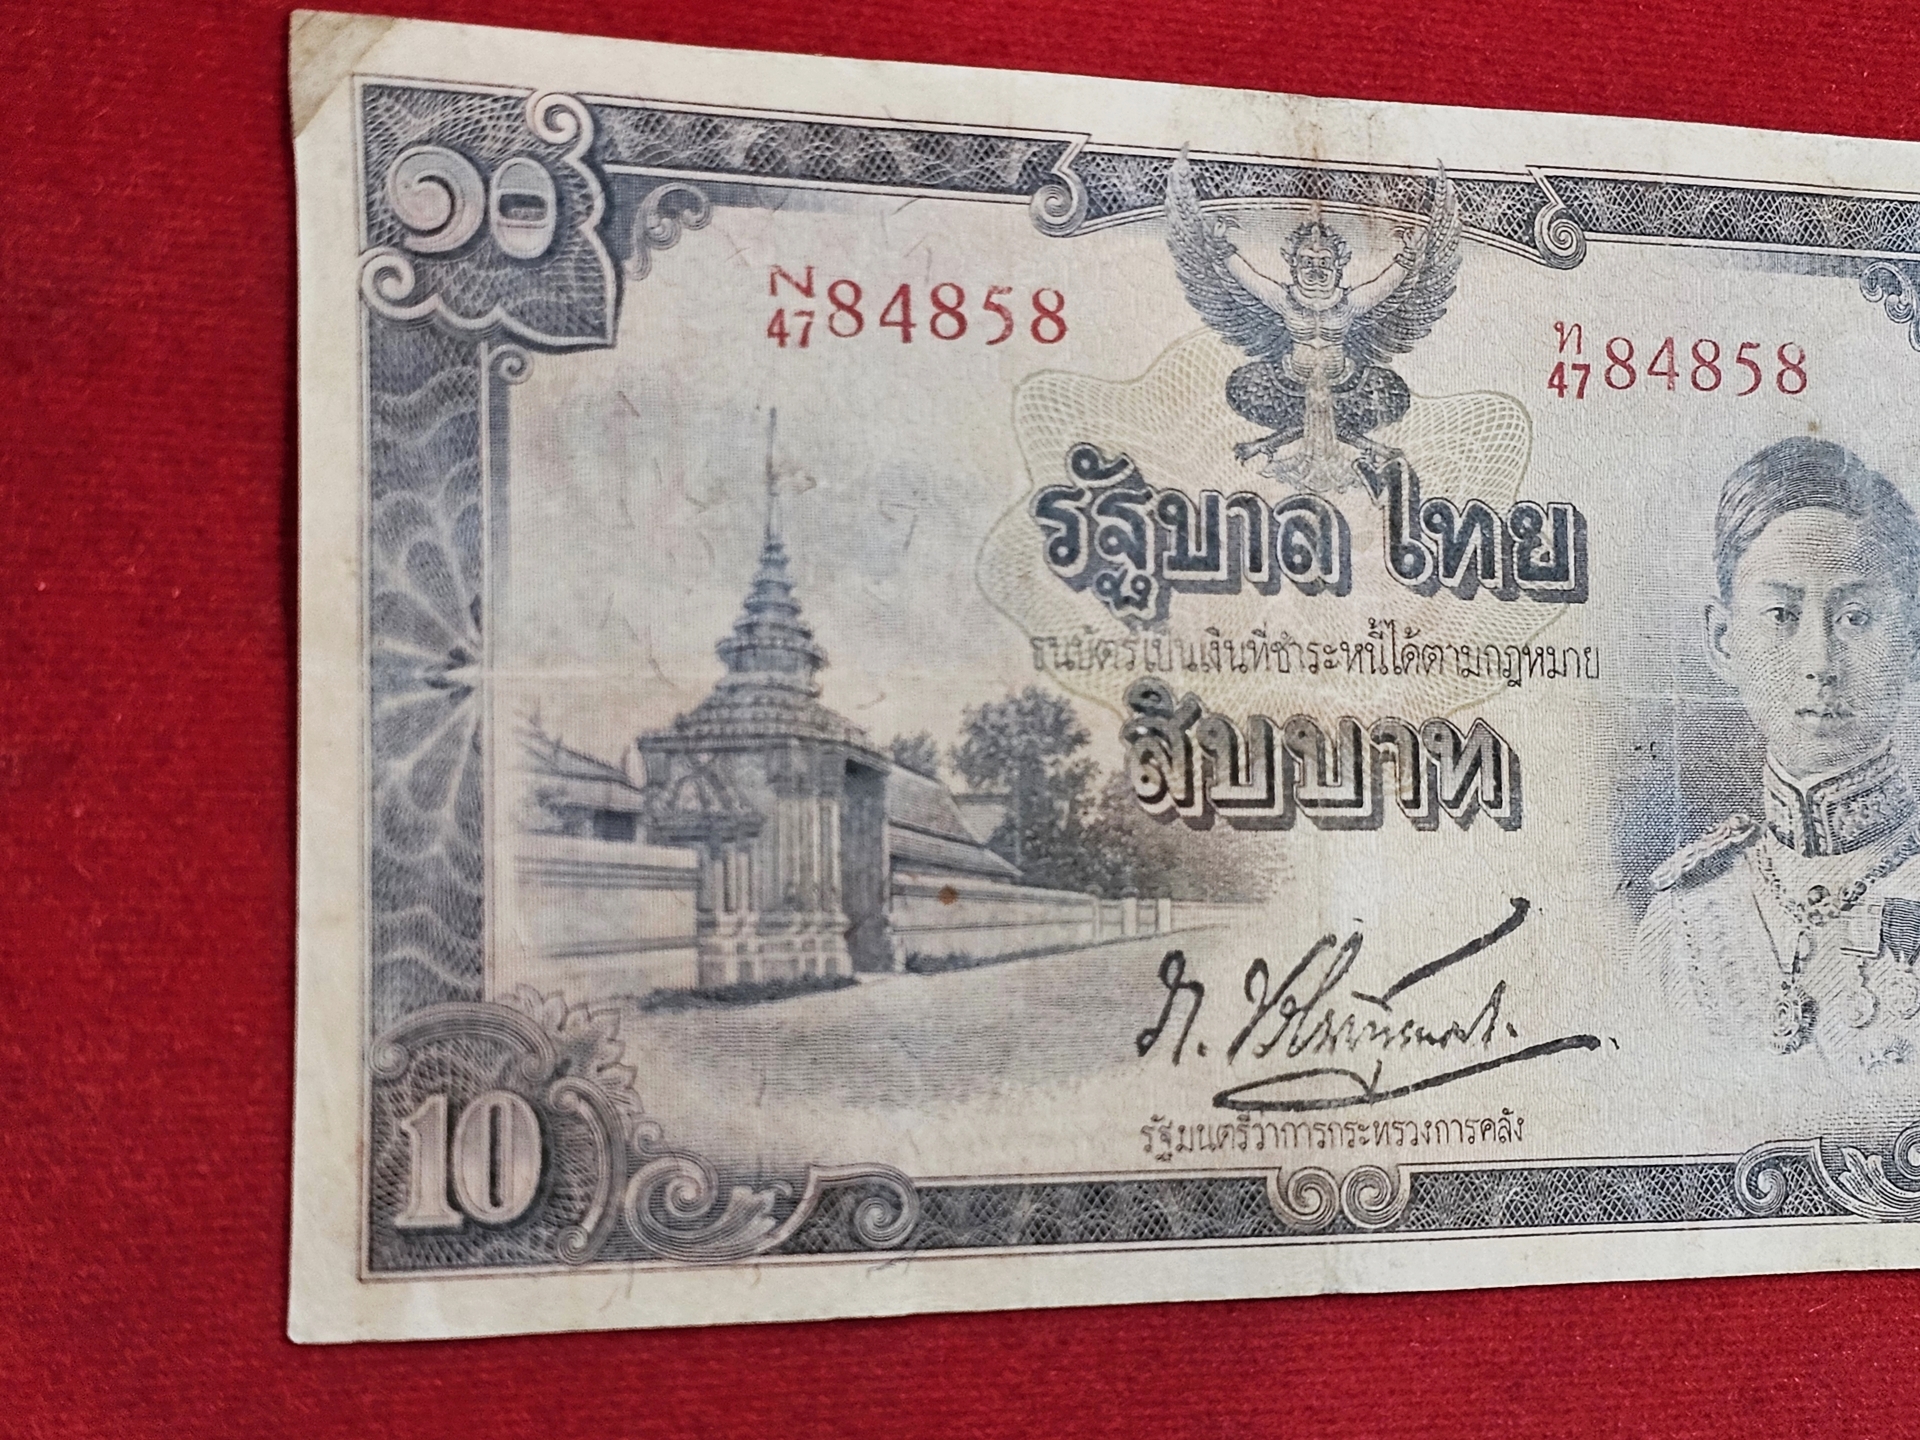 ๑๐
N
47 84858
ท
47 84858
รัฐบาลไทย
ธนบัตร์เป็นเงินที่ชำระหนี้ได้ตามกฎหมาย
สิบบาท
รัฐมนตรีว่าการกระทรวงการคลัง
10